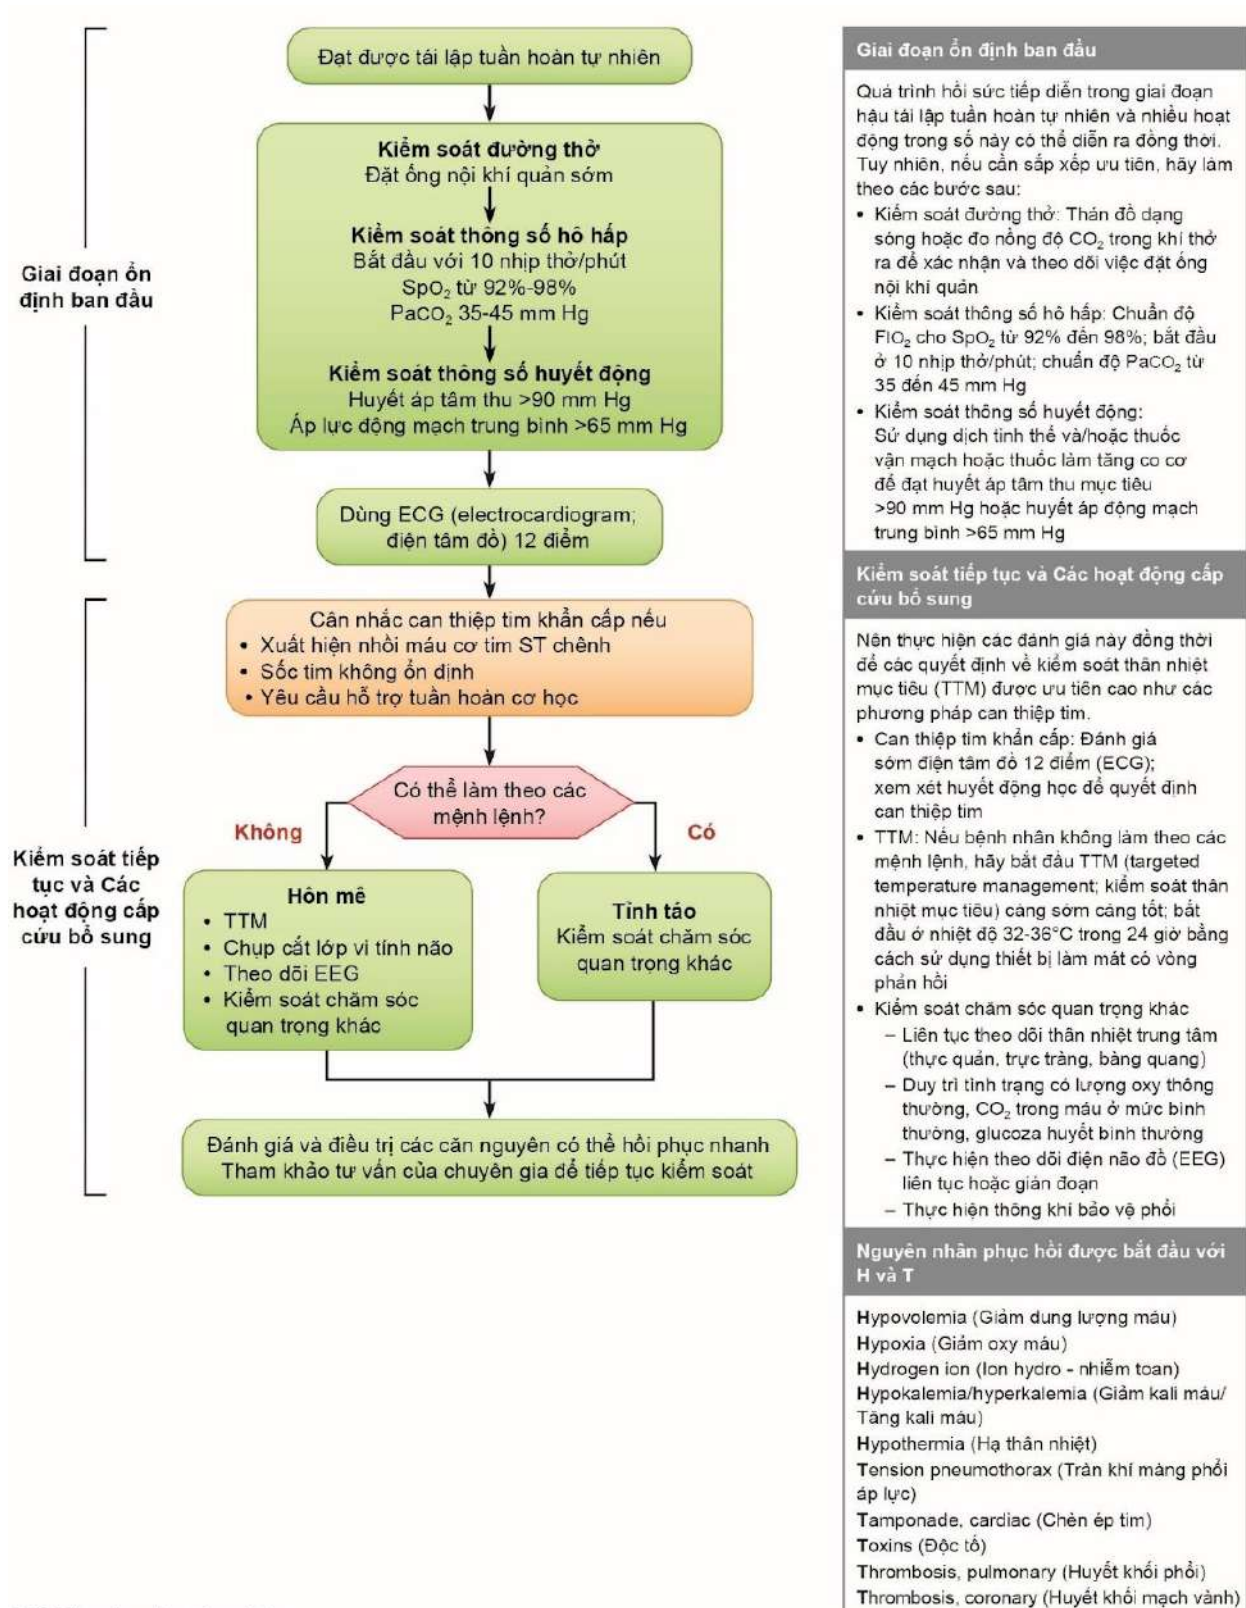 Đạt được tái lập tuần hoàn tự nhiên
Kiểm soát đường thở
Đặt ống nội khí quản sớm
Kiểm soát thông số hô hấp
Bắt đầu với 10 nhịp thở/phút
SpO₂ từ 92%-98%
PaCO₂ 35-45 mm Hg
Kiểm soát thông số huyết động
Huyết áp tâm thu >90 mm Hg
Áp lực động mạch trung bình >65 mm Hg
Dùng ECG (electrocardiogram;
điện tâm đồ) 12 điểm
Giai đoạn ổn
định ban đầu
Cân nhắc can thiệp tim khẩn cấp nếu
• Xuất hiện nhồi máu cơ tim ST chênh
• Sốc tim không ổn định
• Yêu cầu hỗ trợ tuần hoàn cơ học
Có thể làm theo các
mệnh lệnh?
Không
Có
Kiểm soát tiếp
tục và Các
hoạt động cấp
cứu bổ sung
Hôn mê
• TTM
• Chụp cắt lớp vi tính não
• Theo dõi EEG
• Kiểm soát chăm sóc
quan trọng khác
Tỉnh táo
Kiểm soát chăm sóc
quan trọng khác
Đánh giá và điều trị các căn nguyên có thể hồi phục nhanh
Tham khảo tư vấn của chuyên gia để tiếp tục kiểm soát
Giai đoạn ổn định ban đầu
Quá trình hồi sức tiếp diễn trong giai đoạn
hậu tái lập tuần hoàn tự nhiên và nhiều hoạt
động trong số này có thể diễn ra đồng thời.
Tuy nhiên, nếu cần sắp xếp ưu tiên, hãy làm
theo các bước sau:
• Kiểm soát đường thở: Thán đồ dạng
sóng hoặc đo nồng độ CO₂ trong khí thở
ra để xác nhận và theo dõi việc đặt ống
nội khí quản
• Kiểm soát thông số hô hấp: Chuẩn độ
FIO₂ cho SpO₂ từ 92% đến 98%; bắt đầu
ở 10 nhịp thở/phút; chuẩn độ PaCO₂ từ
35 đến 45 mm Hg
• Kiểm soát thông số huyết động:
Sử dụng dịch tinh thể và/hoặc thuốc
vận mạch hoặc thuốc làm tăng co cơ
để đạt huyết áp tâm thu mục tiêu
>90 mm Hg hoặc huyết áp động mạch
trung bình >65 mm Hg
Kiểm soát tiếp tục và Các hoạt động cấp
cứu bổ sung
Nên thực hiện các đánh giá này đồng thời
để các quyết định về kiểm soát thân nhiệt
mục tiêu (TTM) được ưu tiên cao như các
phương pháp can thiệp tim.
• Can thiệp tim khẩn cấp: Đánh giá
sớm điện tâm đồ 12 điểm (ECG);
xem xét huyết động học để quyết định
can thiệp tim
• TTM: Nếu bệnh nhân không làm theo các
mệnh lệnh, hãy bắt đầu TTM (targeted
temperature management; kiểm soát thân
nhiệt mục tiêu) càng sớm càng tốt; bắt
đầu ở nhiệt độ 32-36°C trong 24 giờ bằng
cách sử dụng thiết bị làm mát có vòng
phản hồi
• Kiểm soát chăm sóc quan trọng khác
– Liên tục theo dõi thân nhiệt trung tâm
(thực quản, trực tràng, bàng quang)
– Duy trì tình trạng có lượng oxy thông
thường, CO₂ trong máu ở mức bình
thường, glucoza huyết bình thường
– Thực hiện theo dõi điện não đồ (EEG)
liên tục hoặc gián đoạn
– Thực hiện thông khí bảo vệ phổi
Nguyên nhân phục hồi được bắt đầu với
H và T
Hypovolemia (Giảm dung lượng máu)
Hypoxia (Giảm oxy máu)
Hydrogen ion (Ion hydro - nhiễm toan)
Hypokalemia/hyperkalemia (Giảm kali máu/
Tăng kali máu)
Hypothermia (Hạ thân nhiệt)
Tension pneumothorax (Tràn khí màng phổi
áp lực)
Tamponade, cardiac (Chèn ép tim)
Toxins (Độc tố)
Thrombosis, pulmonary (Huyết khối phổi)
Thrombosis, coronary (Huyết khối mạch vành)